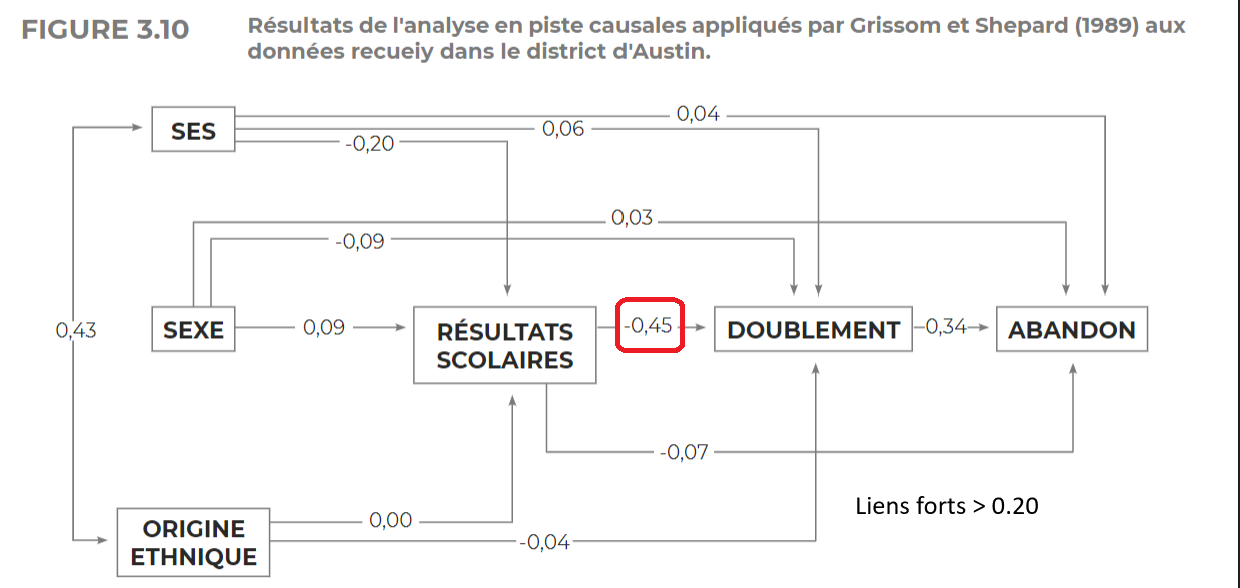 FIGURE 3.10
Résultats de l'analyse en piste causales appliqués par Grissom et Shepard (1989) aux
données recueiy dans le district d'Austin.
SES
0,04
0,06
-0,20
0,03
-0,09
0,43
SEXE
0,09
RÉSULTATS
SCOLAIRES
-0,45
DOUBLEMENT
0,34
ABANDON
-0,07
Liens forts > 0.20
ORIGINE
ETHNIQUE
0,00
-0,04